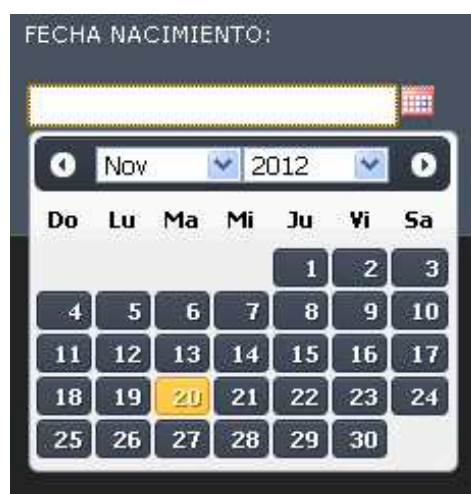 FECHA NACIMIENTO:
Nov 2012
Do Lu Ma Mi Ju Vi Sa
1 2 3
4 5 6 7 8 9 10
11 12 13 14 15 16 17
18 19 20 21 22 23 24
25 26 27 28 29 30